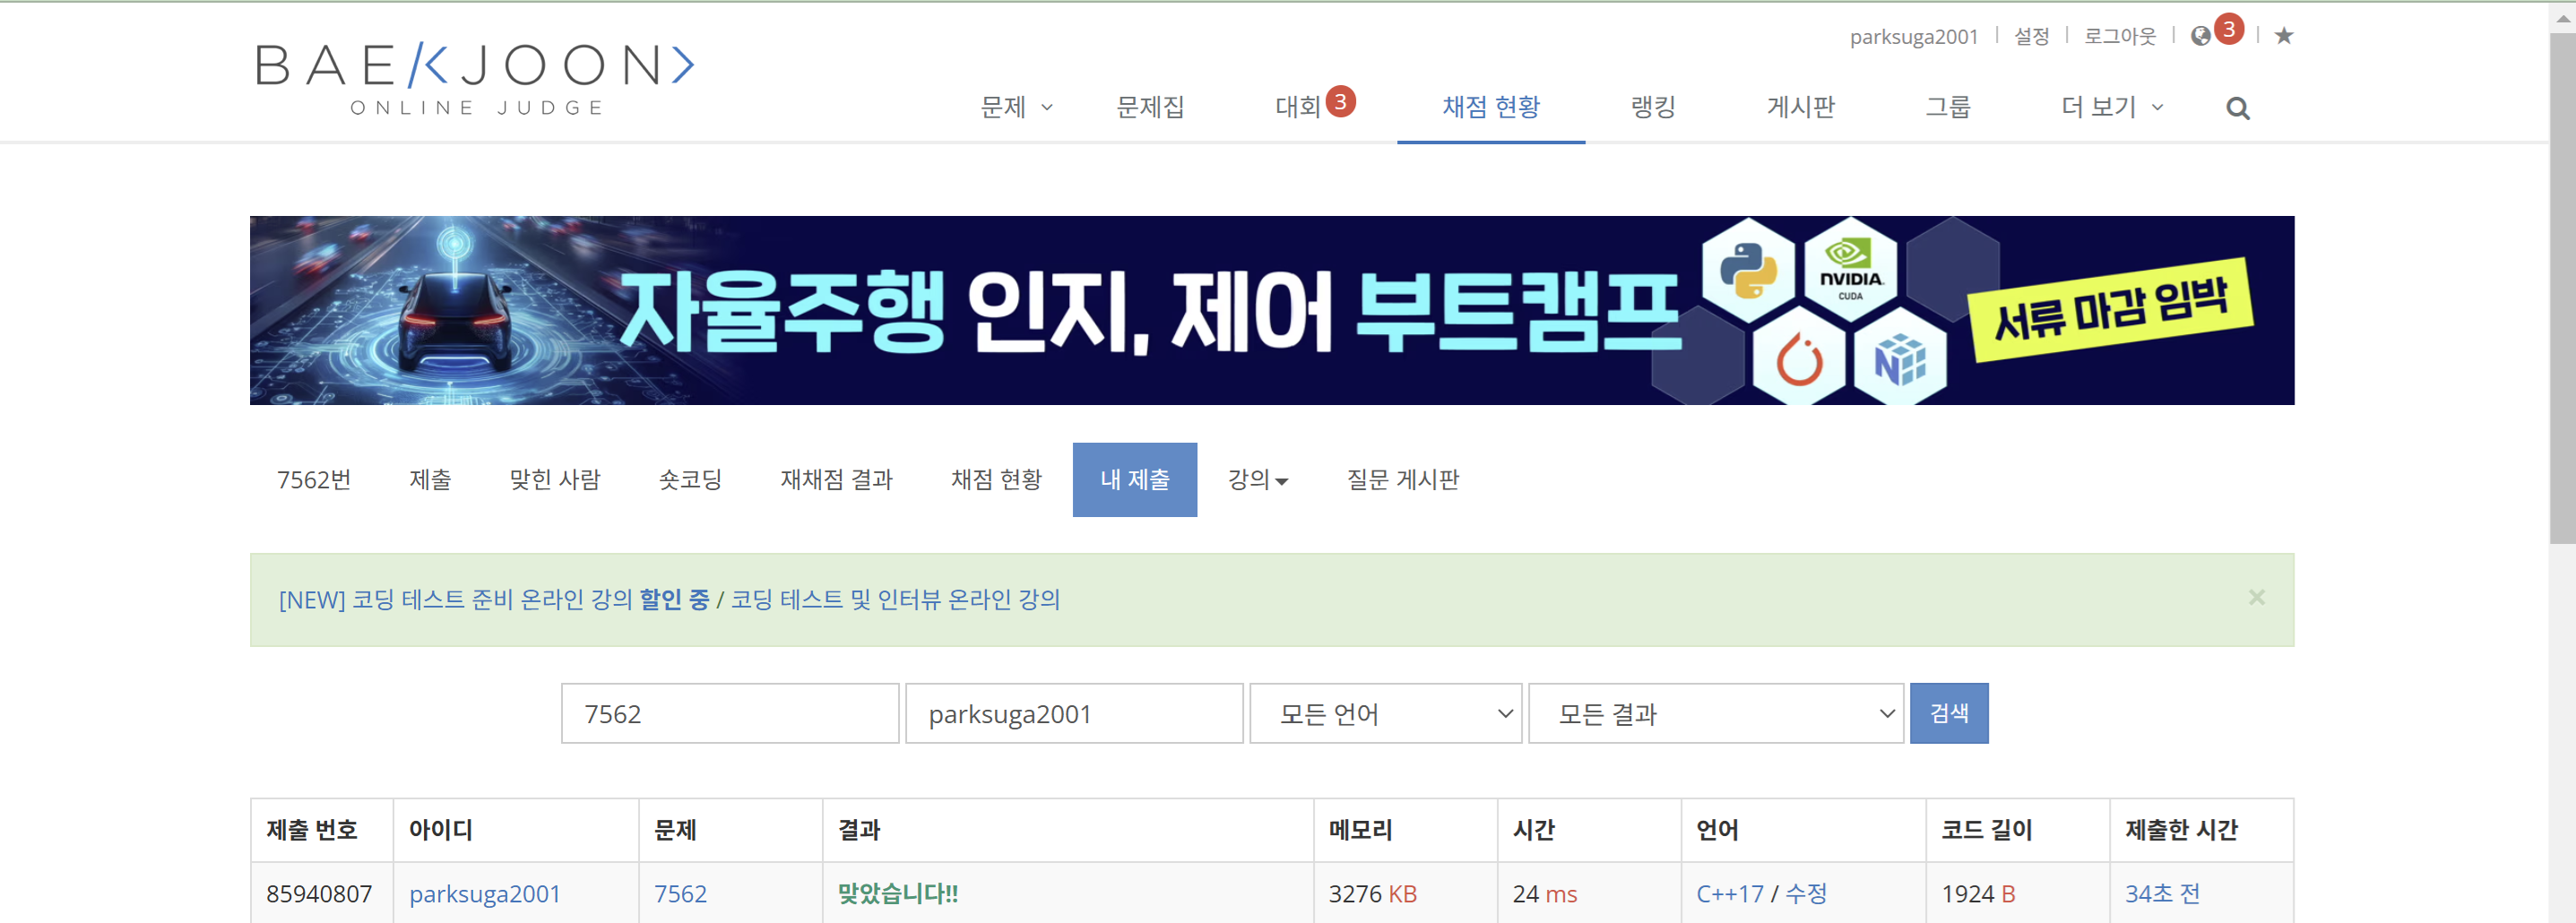 parksuga2001 | 설정 | 로그아웃 | 3 |
BAEKJOON>
ONLINE JUDGE
문제 문제집 대회 3 채점 현황 랭킹 게시판 그룹 더 보기
자율주행 인지, 제어 부트캠프
NVIDIA.
CUDA
N
서류 마감 임박
7562번 제출 맞힌 사람 숏코딩 재채점 결과 채점 현황 내 제출 강의 질문 게시판
[NEW] 코딩 테스트 준비 온라인 강의 할인 중 / 코딩 테스트 및 인터뷰 온라인 강의 ×
7562 parksuga2001 모든 언어 모든 결과 검색
제출 번호 아이디 문제 결과 메모리 시간 언어 코드 길이 제출한 시간
85940807 parksuga2001 7562 맞았습니다!! 3276 KB 24 ms C++17 / 수정 1924 B 34초 전